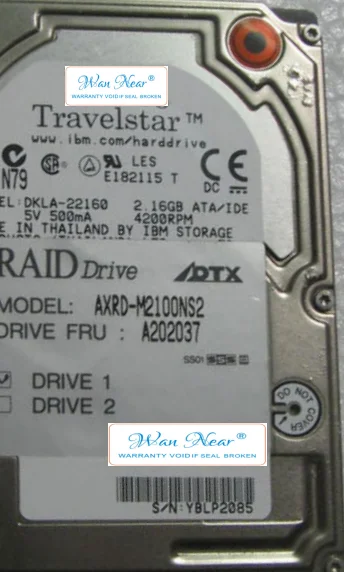 Wan Near®
WARRANTY VOID IF SEAL BROKEN
Travelstar™
www.ibm.com/harddrive
N79
LES
E182115 T
DC
EL:DKLA-22160 2.16GB ATA/IDE
5V 500mA 4200RPM
E IN THAILAND BY IBM STORAGE
RAID Drive ADTX
MODEL: AXRD-M2100NS2
DRIVE FRU : A202037
SS01
DRIVE 1
DRIVE 2
DO NOT COVER
Wan Near®
WARRANTY VOID IF SEAL BROKEN
S/N:YBLP2085